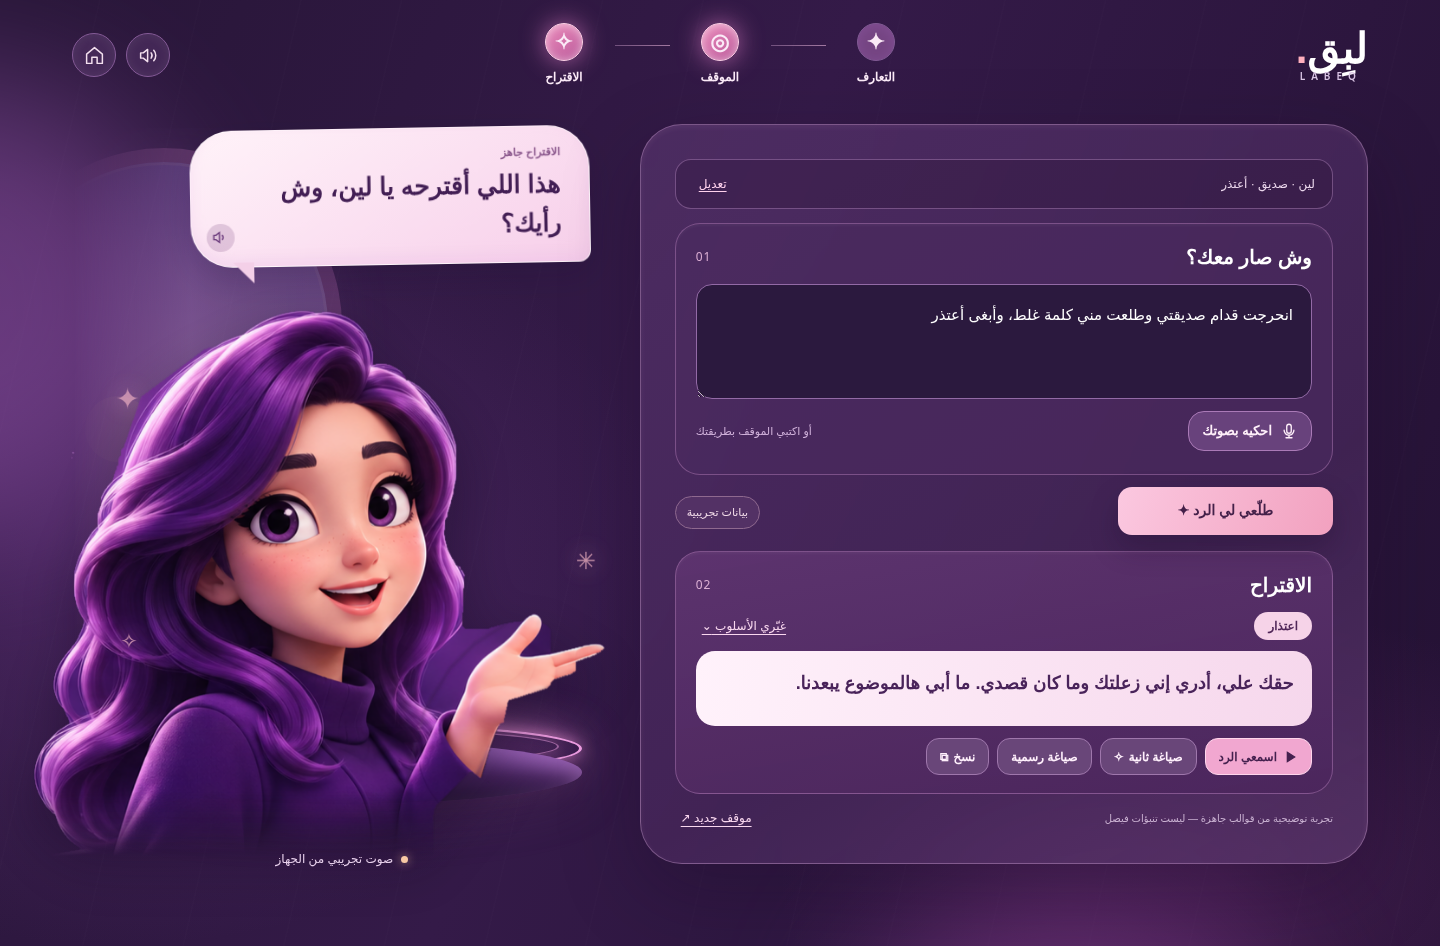 لبِق.
LABEQ
التعارف
الموقف
الاقتراح
الاقتراح جاهز
هذا اللي أقترحه يا لين، وش
رأيك؟
لين · صديق · أعتذر
تعديل
وش صار معك؟
01
انحرجت قدام صديقتي وطلعت مني كلمة غلط، وأبغى أعتذر
احكيه بصوتك
أو اكتبي الموقف بطريقتك
طلّعي لي الرد ✦
بيانات تجريبية
الاقتراح
02
اعتذار
غيّري الأسلوب ⌄
حقك علي، أدري إني زعلتك وما كان قصدي. ما أبي هالموضوع يبعدنا.
اسمعي الرد
صياغة ثانية ✧
صياغة رسمية
نسخ ⧉
تجربة توضيحية من قوالب جاهزة — ليست تنبؤات فيصل
موقف جديد ↗
صوت تجريبي من الجهاز